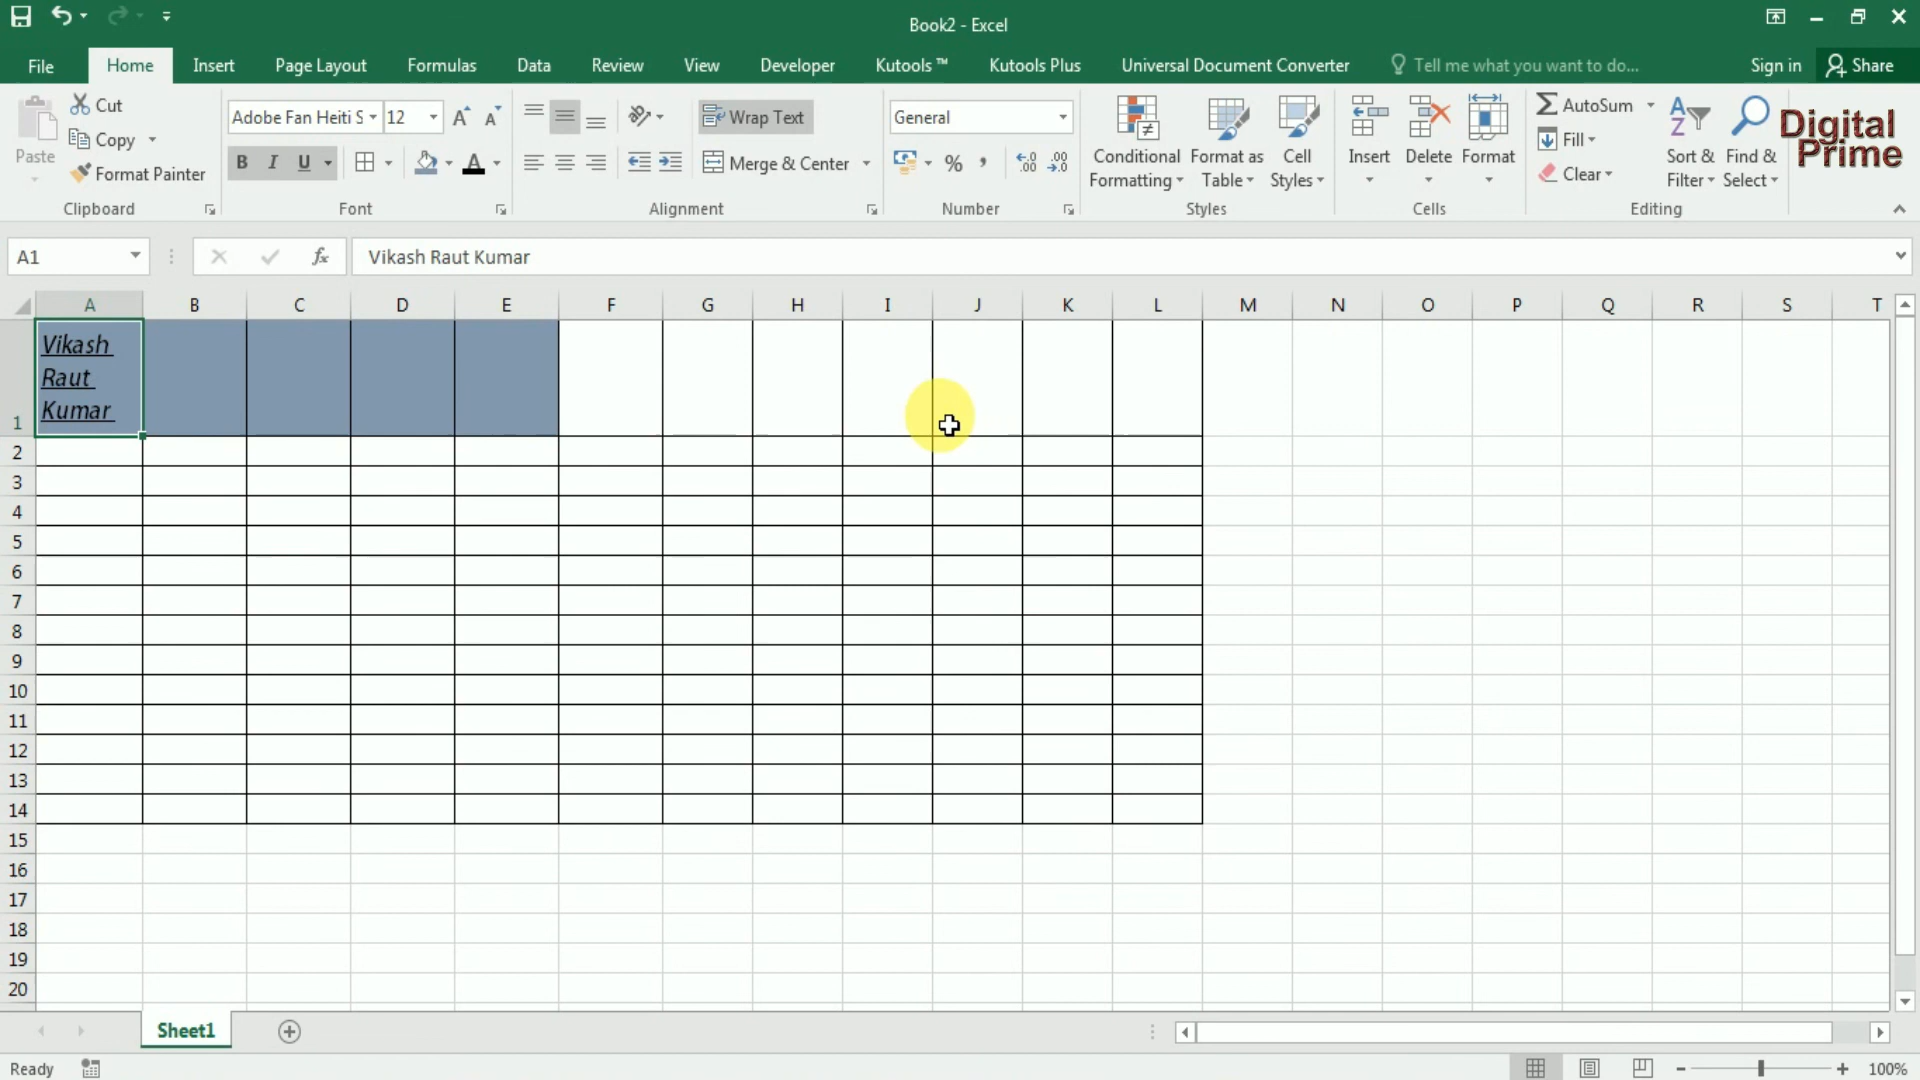 Book2 - Excel
File Home Insert Page Layout Formulas Data Review View Developer Kutools ™ Kutools Plus Universal Document Converter Tell me what you want to do... Sign in Share
Paste Cut Copy Format Painter
Clipboard
Adobe Fan Heiti S 12
B I U A
Font
Wrap Text
Merge & Center
Alignment
General
% , .00
Number
Conditional Formatting Format as Table Cell Styles
Styles
Insert Delete Format
Cells
AutoSum
Fill
Clear
Sort & Filter Find & Select
Editing
Digital
Prime
A1 fx Vikash Raut Kumar
A B C D E F G H I J K L M N O P Q R S T
Vikash
Raut
Kumar
1
2
3
4
5
6
7
8
9
10
11
12
13
14
15
16
17
18
19
20
Sheet1
Ready 100%